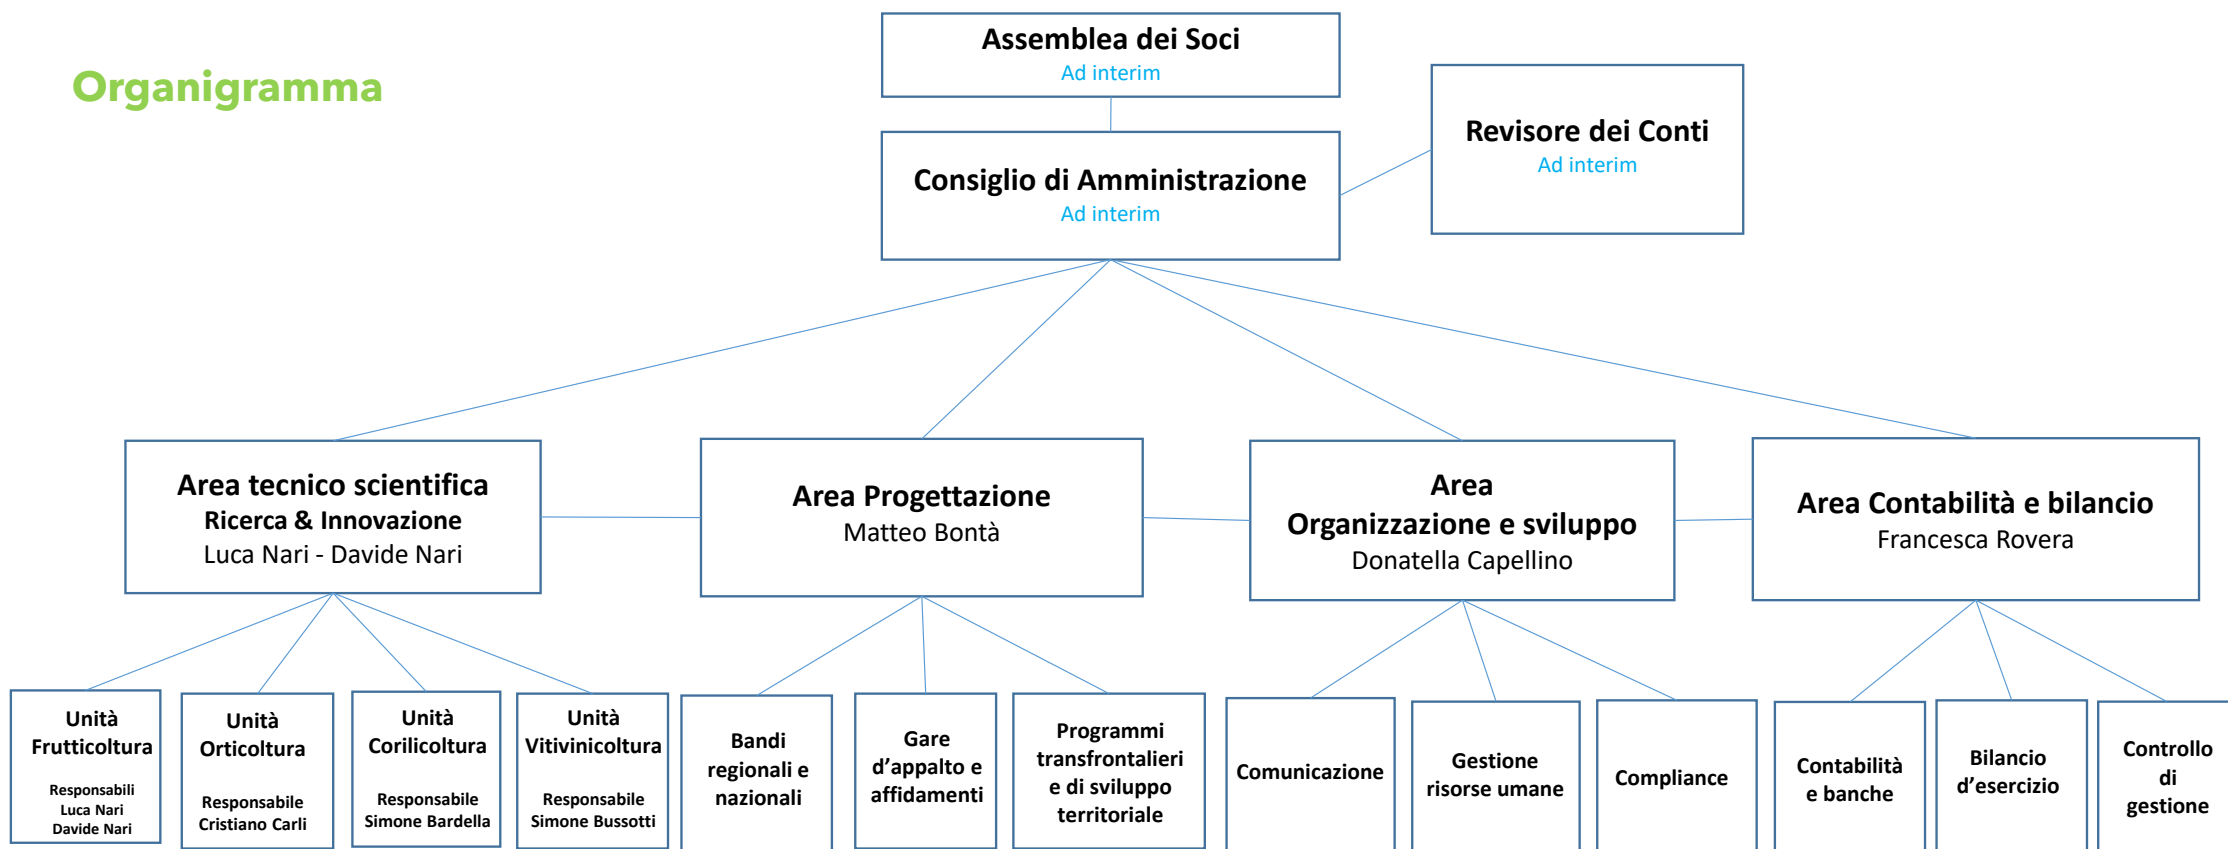 Organigramma
Assemblea dei Soci
Ad interim
Revisore dei Conti
Ad interim
Consiglio di Amministrazione
Ad interim
Area tecnico scientifica
Ricerca & Innovazione
Luca Nari - Davide Nari
Area Progettazione
Matteo Bontà
Area
Organizzazione e sviluppo
Donatella Capellino
Area Contabilità e bilancio
Francesca Rovera
Unità
Frutticoltura
Responsabili
Luca Nari
Davide Nari
Unità
Orticoltura
Responsabile
Cristiano Carli
Unità
Corilicoltura
Responsabile
Simone Bardella
Unità
Vitivinicoltura
Responsabile
Simone Bussotti
Bandi
regionali e
nazionali
Gare
d’appalto e
affidamenti
Programmi
transfrontalieri
e di sviluppo
territoriale
Comunicazione
Gestione
risorse umane
Compliance
Contabilità
e banche
Bilancio
d’esercizio
Controllo
di
gestione